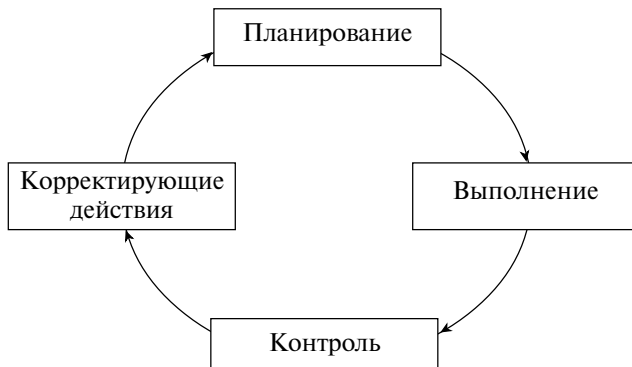 Планирование
Выполнение
Контроль
Корректирующие
действия